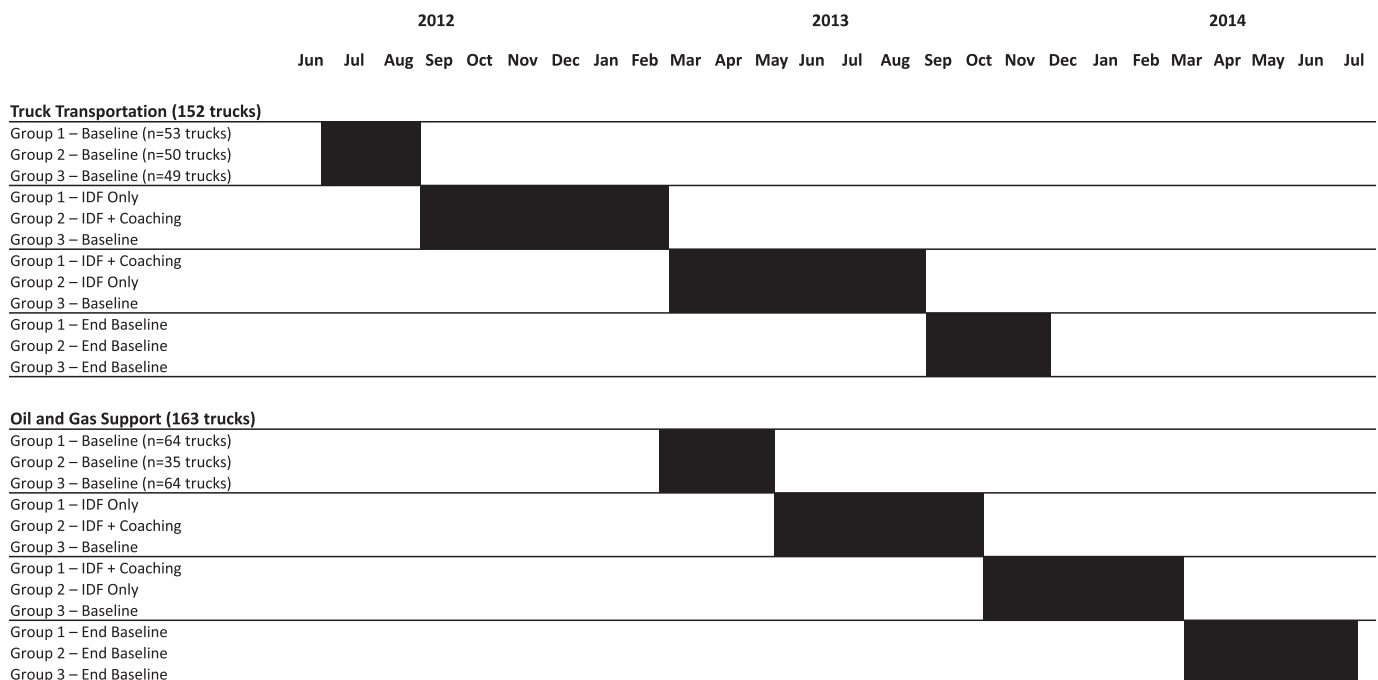 2012 2013 2014
Jun Jul Aug Sep Oct Nov Dec Jan Feb Mar Apr May Jun Jul Aug Sep Oct Nov Dec Jan Feb Mar Apr May Jun Jul
Truck Transportation (152 trucks)
Group 1 – Baseline (n=53 trucks)
Group 2 – Baseline (n=50 trucks)
Group 3 – Baseline (n=49 trucks)
Group 1 – IDF Only
Group 2 – IDF + Coaching
Group 3 – Baseline
Group 1 – IDF + Coaching
Group 2 – IDF Only
Group 3 – Baseline
Group 1 – End Baseline
Group 2 – End Baseline
Group 3 – End Baseline
Oil and Gas Support (163 trucks)
Group 1 – Baseline (n=64 trucks)
Group 2 – Baseline (n=35 trucks)
Group 3 – Baseline (n=64 trucks)
Group 1 – IDF Only
Group 2 – IDF + Coaching
Group 3 – Baseline
Group 1 – IDF + Coaching
Group 2 – IDF Only
Group 3 – Baseline
Group 1 – End Baseline
Group 2 – End Baseline
Group 3 – End Baseline